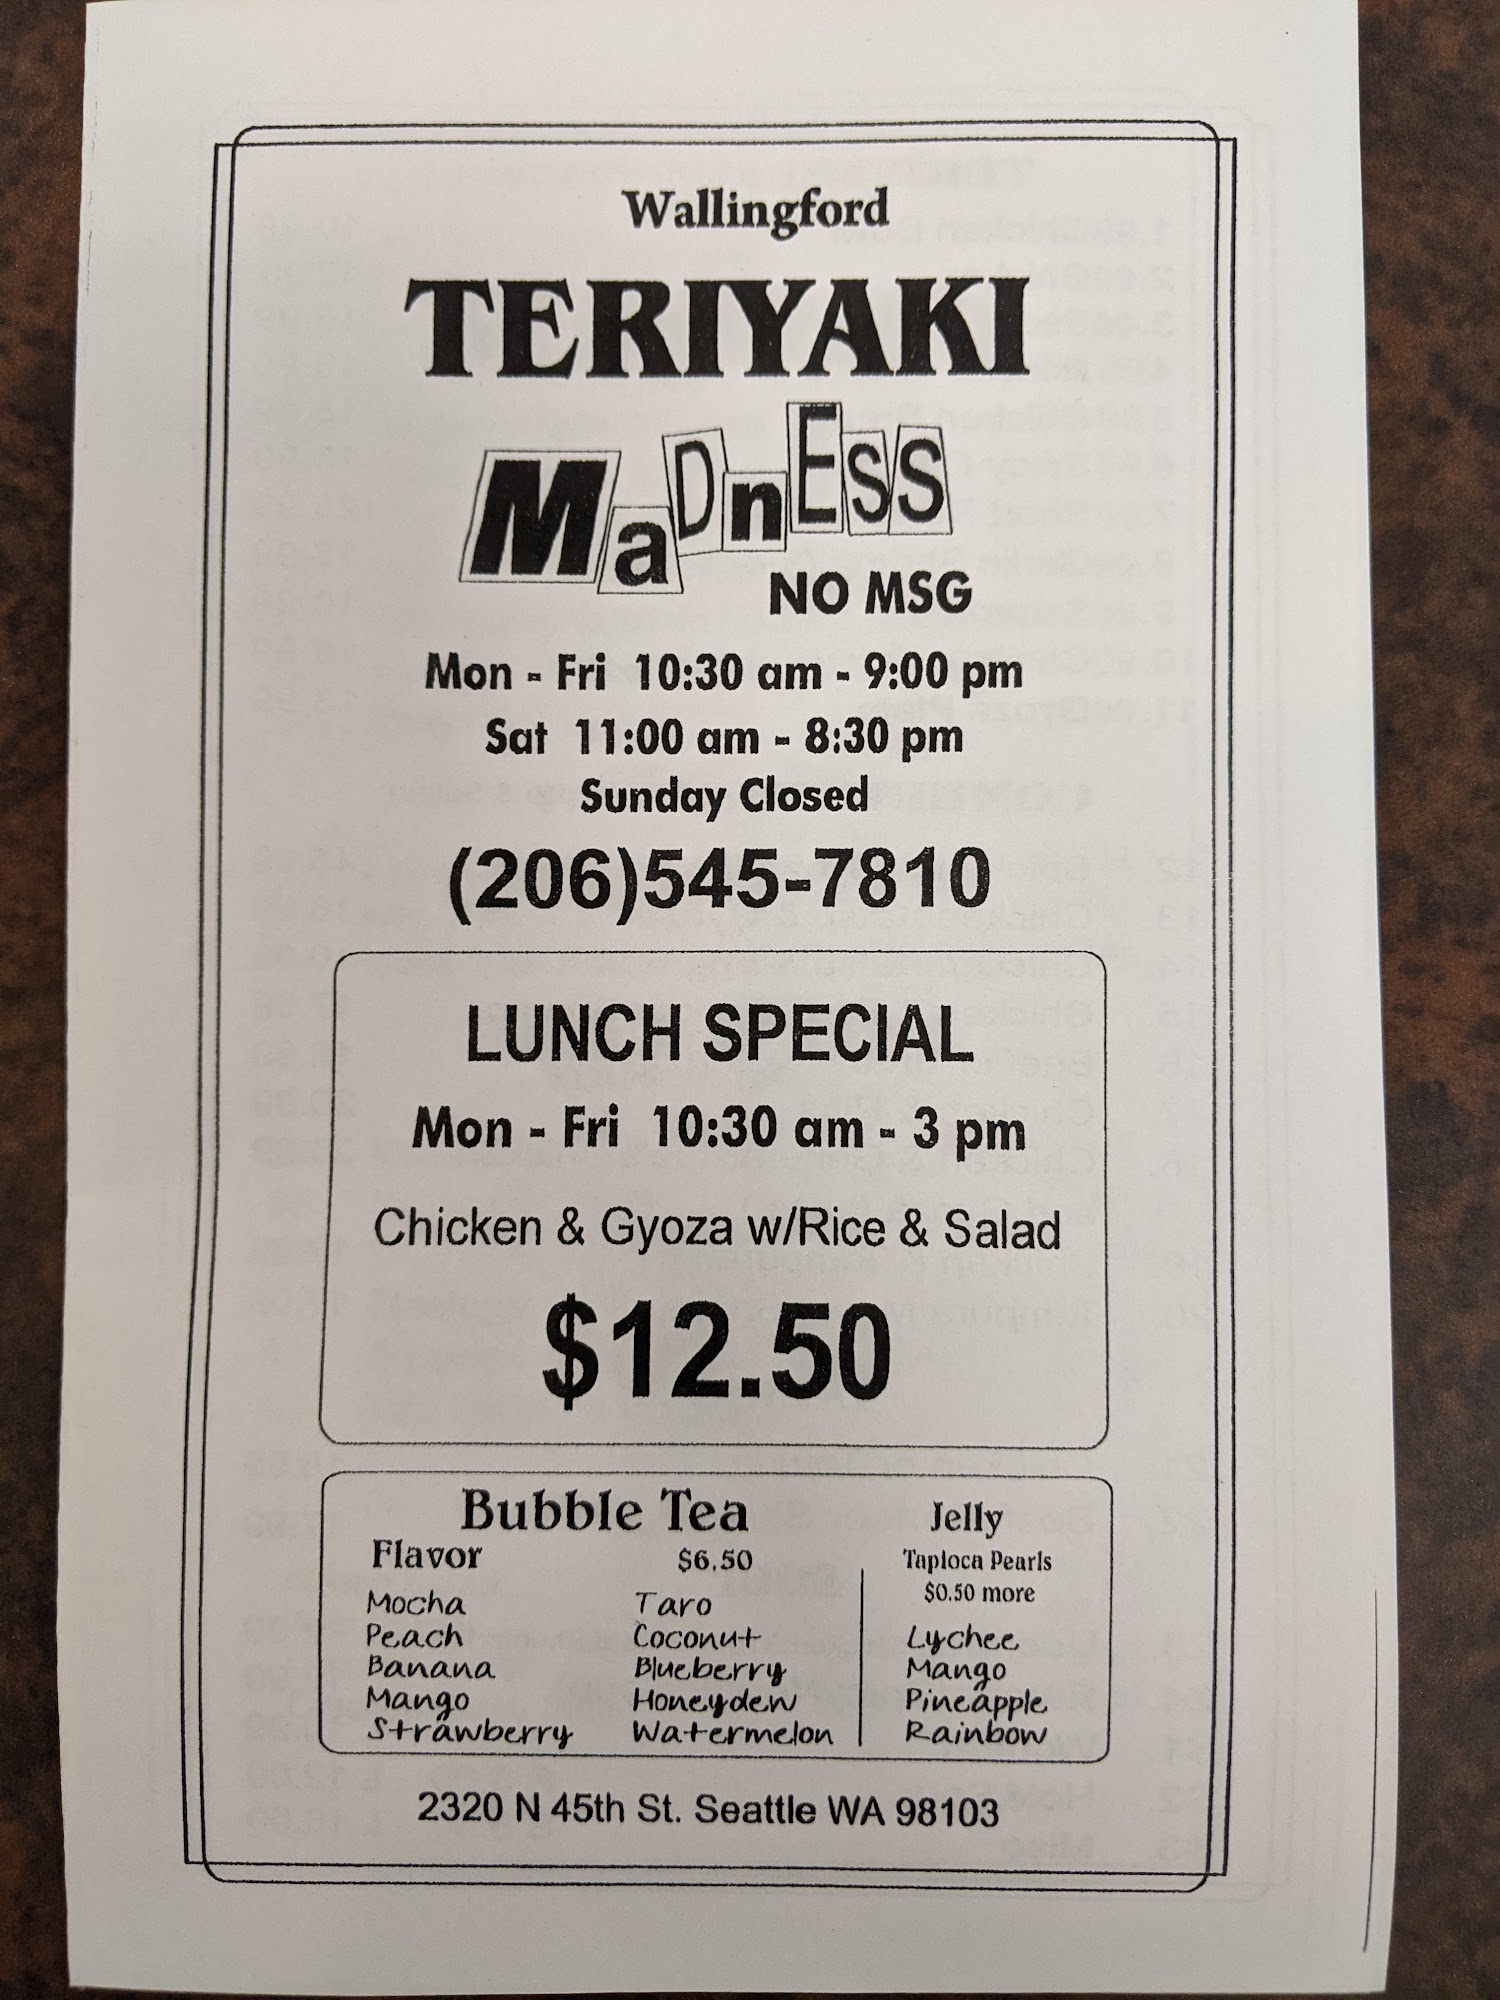 Wallingford
TERIYAKI
MaDnESS
NO MSG
Mon - Fri 10:30 am - 9:00 pm
Sat 11:00 am - 8:30 pm
Sunday Closed
(206)545-7810
LUNCH SPECIAL
Mon - Fri 10:30 am - 3 pm
Chicken & Gyoza w/Rice & Salad
$12.50
Bubble Tea
Flavor $6.50
Mocha Taro
Peach Coconut
Banana Blueberry
Mango Honeydew
Strawberry Watermelon
Jelly
Tapioca Pearls
$0.50 more
Lychee
Mango
Pineapple
Rainbow
2320 N 45th St. Seattle WA 98103